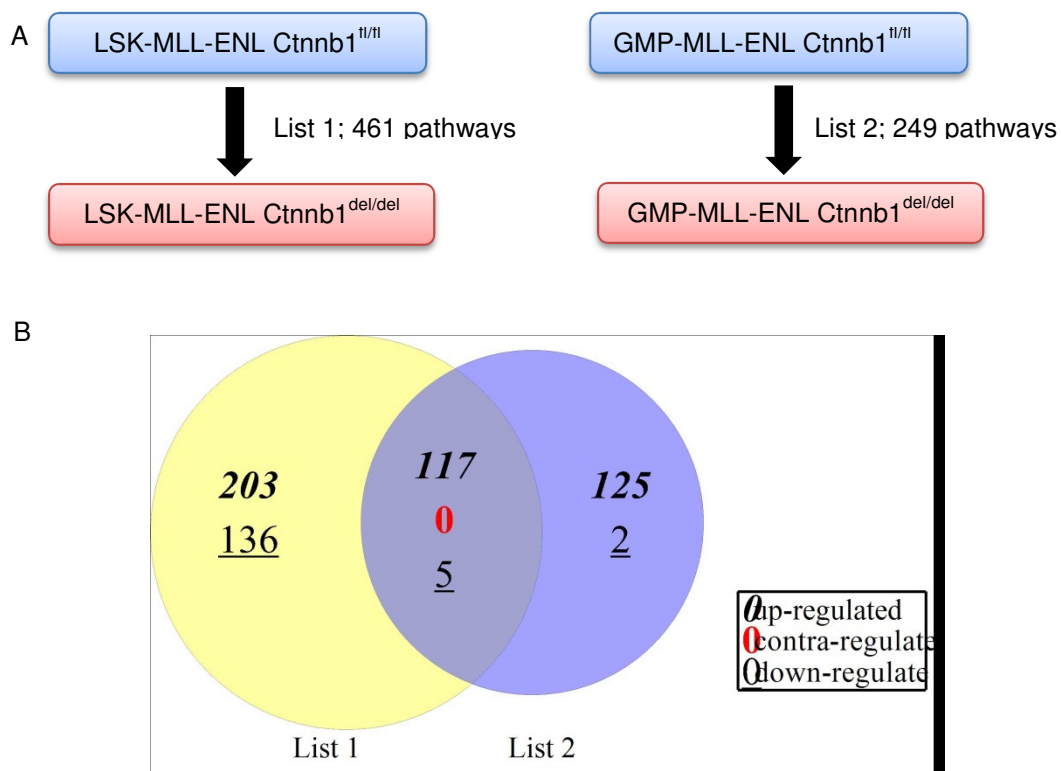 A
LSK-MLL-ENL Ctnnb1fl/fl
GMP-MLL-ENL Ctnnb1fl/fl
List 1; 461 pathways
List 2; 249 pathways
LSK-MLL-ENL Ctnnb1del/del
GMP-MLL-ENL Ctnnb1del/del
B
203
136
117
0
5
125
2
0up-regulated
0contra-regulate
0down-regulate
List 1
List 2